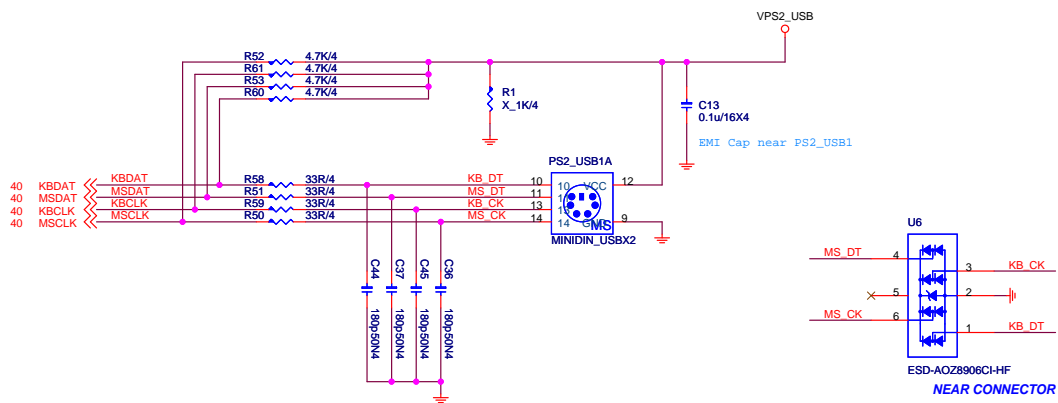 VPS2_USB
R52 4.7K/4
R61 4.7K/4
R53 4.7K/4
R60 4.7K/4
R1
X_1K/4
C13
0.1u/16X4
EMI Cap near PS2_USB1
PS2_USB1A
40 KBDAT KBDAT R58 33R/4 KB_DT 10 10 VCC 12
40 MSDAT MSDAT R51 33R/4 MS_DT 11
40 KBCLK KBCLK R59 33R/4 KB_CK 13
40 MSCLK MSCLK R50 33R/4 MS_CK 14 14 MS 9
MINIDIN_USBX2
C44 C37 C45 C36
180p50N4 180p50N4 180p50N4 180p50N4
U6
MS_DT 4
3 KB_CK
5 2
MS_CK 6
1 KB_DT
ESD-AOZ8906CI-HF
NEAR CONNECTOR